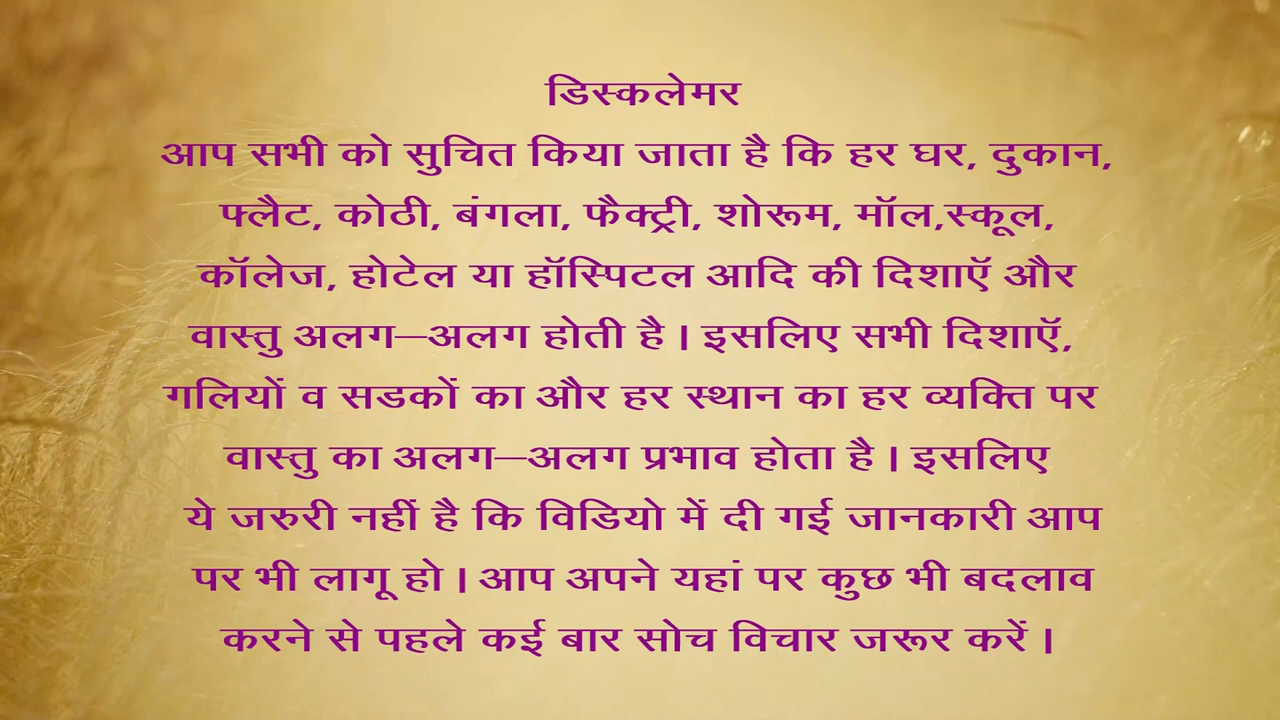 डिस्कलेमर
आप सभी को सुचित किया जाता है कि हर घर, दुकान,
फ्लैट, कोठी, बंगला, फैक्ट्री, शोरूम, मॉल,स्कूल,
कॉलेज, होटेल या हॉस्पिटल आदि की दिशाऍ और
वास्तु अलग–अलग होती है । इसलिए सभी दिशाऍ,
गलियों व सडकों का और हर स्थान का हर व्यक्ति पर
वास्तु का अलग–अलग प्रभाव होता है । इसलिए
ये जरुरी नहीं है कि विडियो में दी गई जानकारी आप
पर भी लागू हो । आप अपने यहां पर कुछ भी बदलाव
करने से पहले कई बार सोच विचार जरूर करें ।